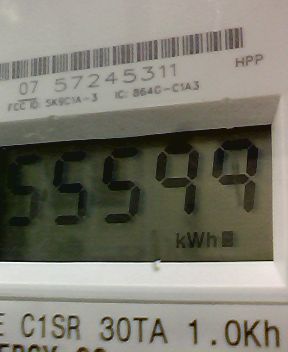 07 57245311
HPP
FCC ID: SK9C1A-3 IC: 864G-C1A3
55599
kWh
C1SR 30TA 1.0Kh